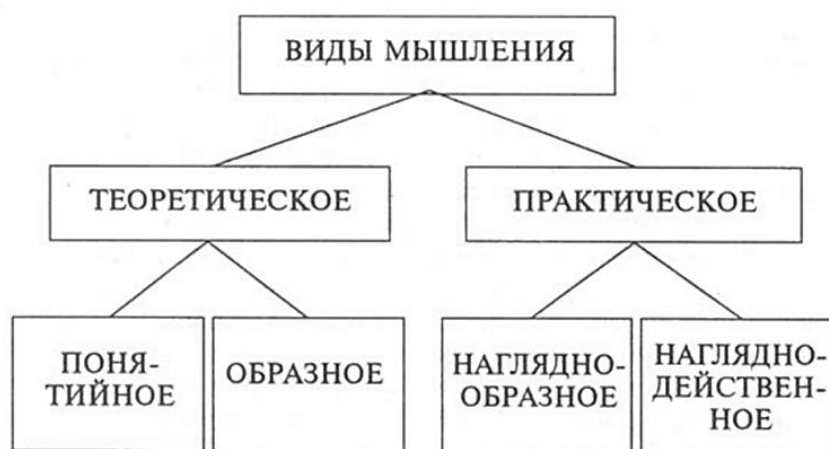 ВИДЫ МЫШЛЕНИЯ
ТЕОРЕТИЧЕСКОЕ
ПРАКТИЧЕСКОЕ
ПОНЯ-
ТИЙНОЕ
ОБРАЗНОЕ
НАГЛЯДНО-
ОБРАЗНОЕ
НАГЛЯДНО-
ДЕЙСТВЕН-
НОЕ